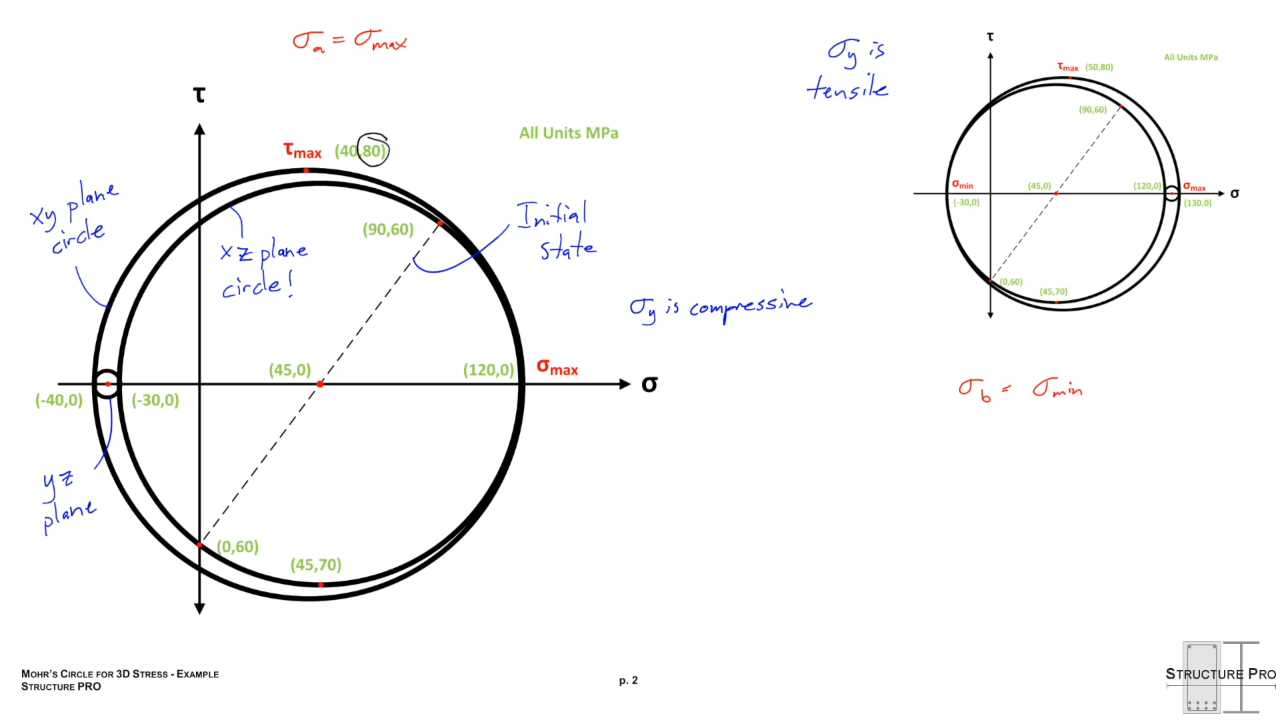 σa = σmax
τ
All Units MPa
τmax (40,80)
xy plane
circle
(90,60)
Initial
state
xz plane
circle!
σy is compressive
(45,0)
(120,0)
σmax
σ
(-40,0)
(-30,0)
yz
plane
(0,60)
(45,70)
σy is
tensile
τ
All Units MPa
τmax (50,80)
(90,60)
σmin
(-30,0)
(45,0)
(120,0)
σmax
σ
(130,0)
(0,60)
(45,70)
σb = σmin
MOHR'S CIRCLE FOR 3D STRESS - EXAMPLE
STRUCTURE PRO
p. 2
STRUCTURE PRO